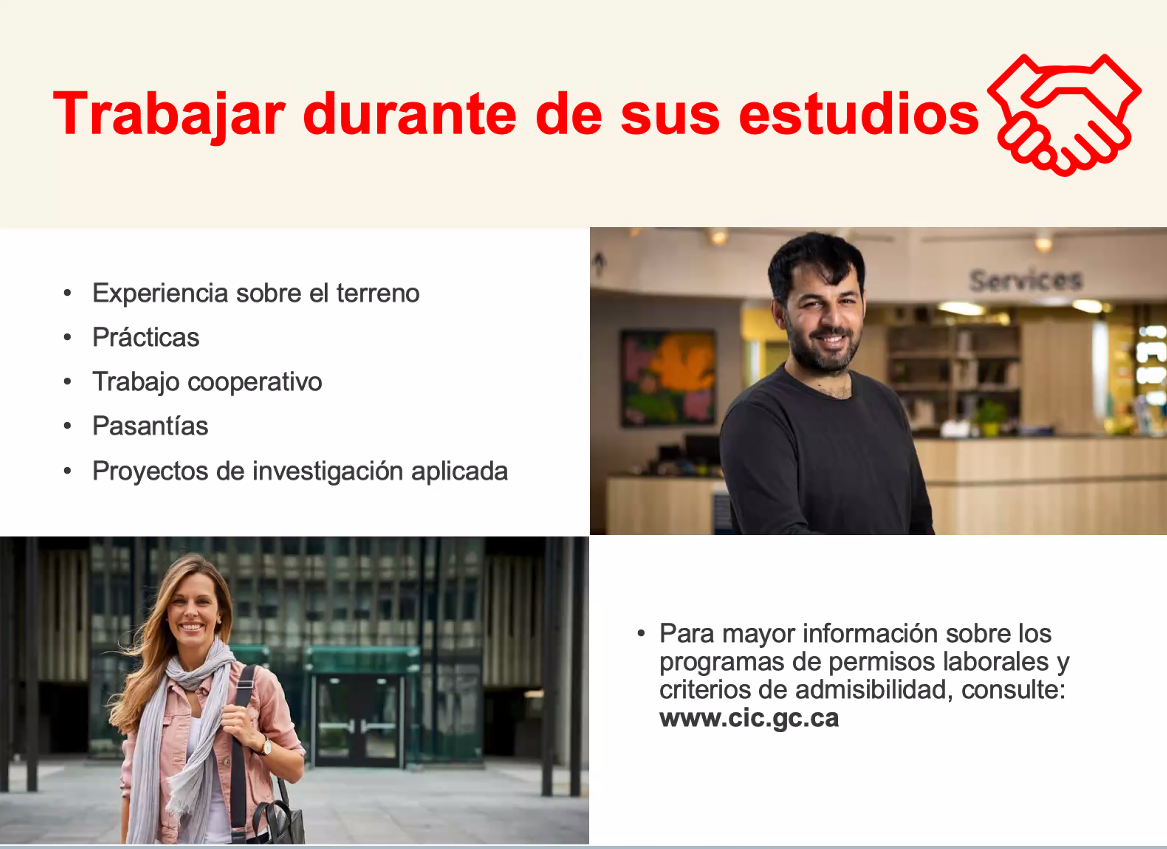 Trabajar durante de sus estudios
• Experiencia sobre el terreno
• Prácticas
• Trabajo cooperativo
• Pasantías
• Proyectos de investigación aplicada
Services
• Para mayor información sobre los
programas de permisos laborales y
criterios de admisibilidad, consulte:
www.cic.gc.ca